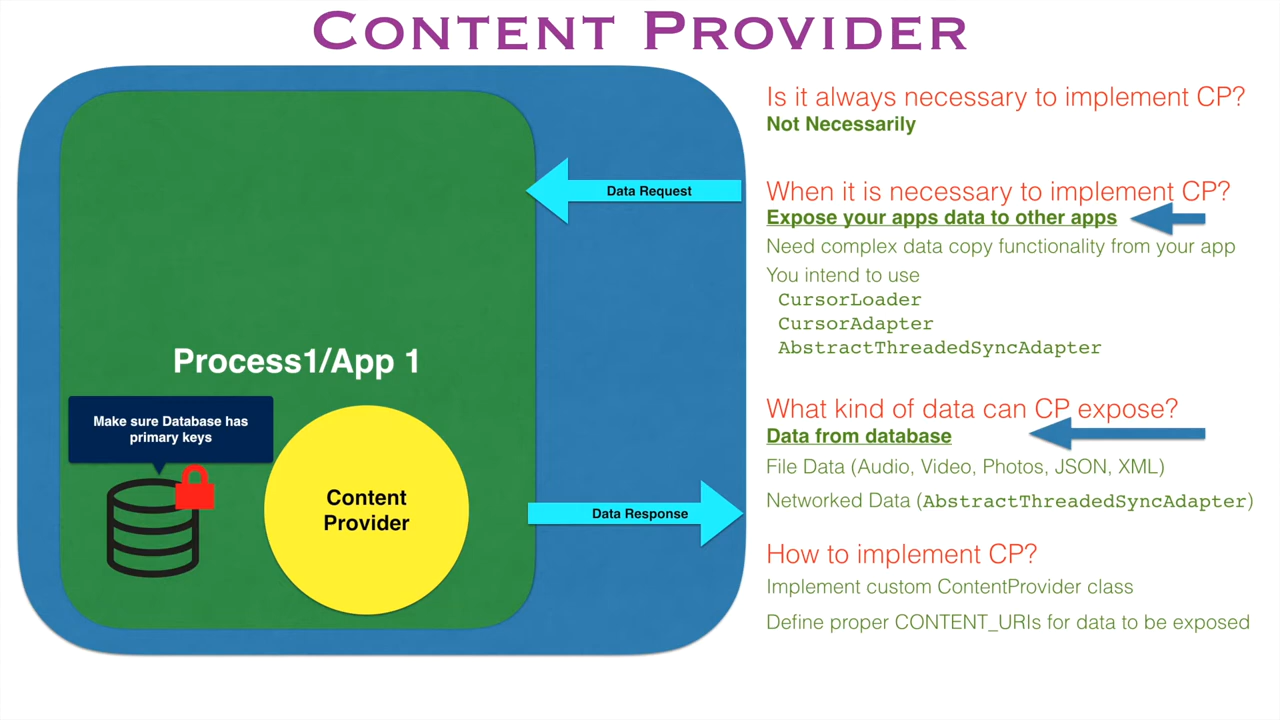 CONTENT PROVIDER
Data Request
Process1/App 1
Make sure Database has
primary keys
Content
Provider
Data Response
Is it always necessary to implement CP?
Not Necessarily
When it is necessary to implement CP?
Expose your apps data to other apps
Need complex data copy functionality from your app
You intend to use
CursorLoader
CursorAdapter
AbstractThreadedSyncAdapter
What kind of data can CP expose?
Data from database
File Data (Audio, Video, Photos, JSON, XML)
Networked Data (AbstractThreadedSyncAdapter)
How to implement CP?
Implement custom ContentProvider class
Define proper CONTENT_URIs for data to be exposed